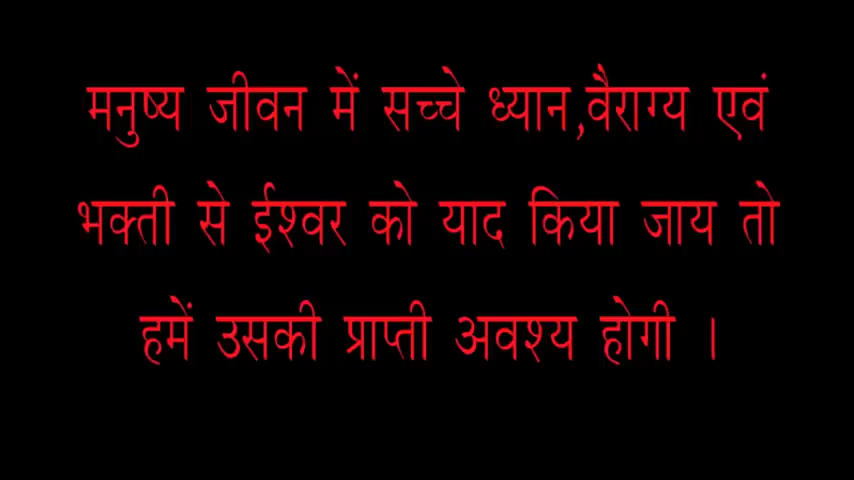 मनुष्य जीवन में सच्चे ध्यान,वैराग्य एवं
भक्ती से ईश्वर को याद किया जाय तो
हमें उसकी प्राप्ती अवश्य होगी ।